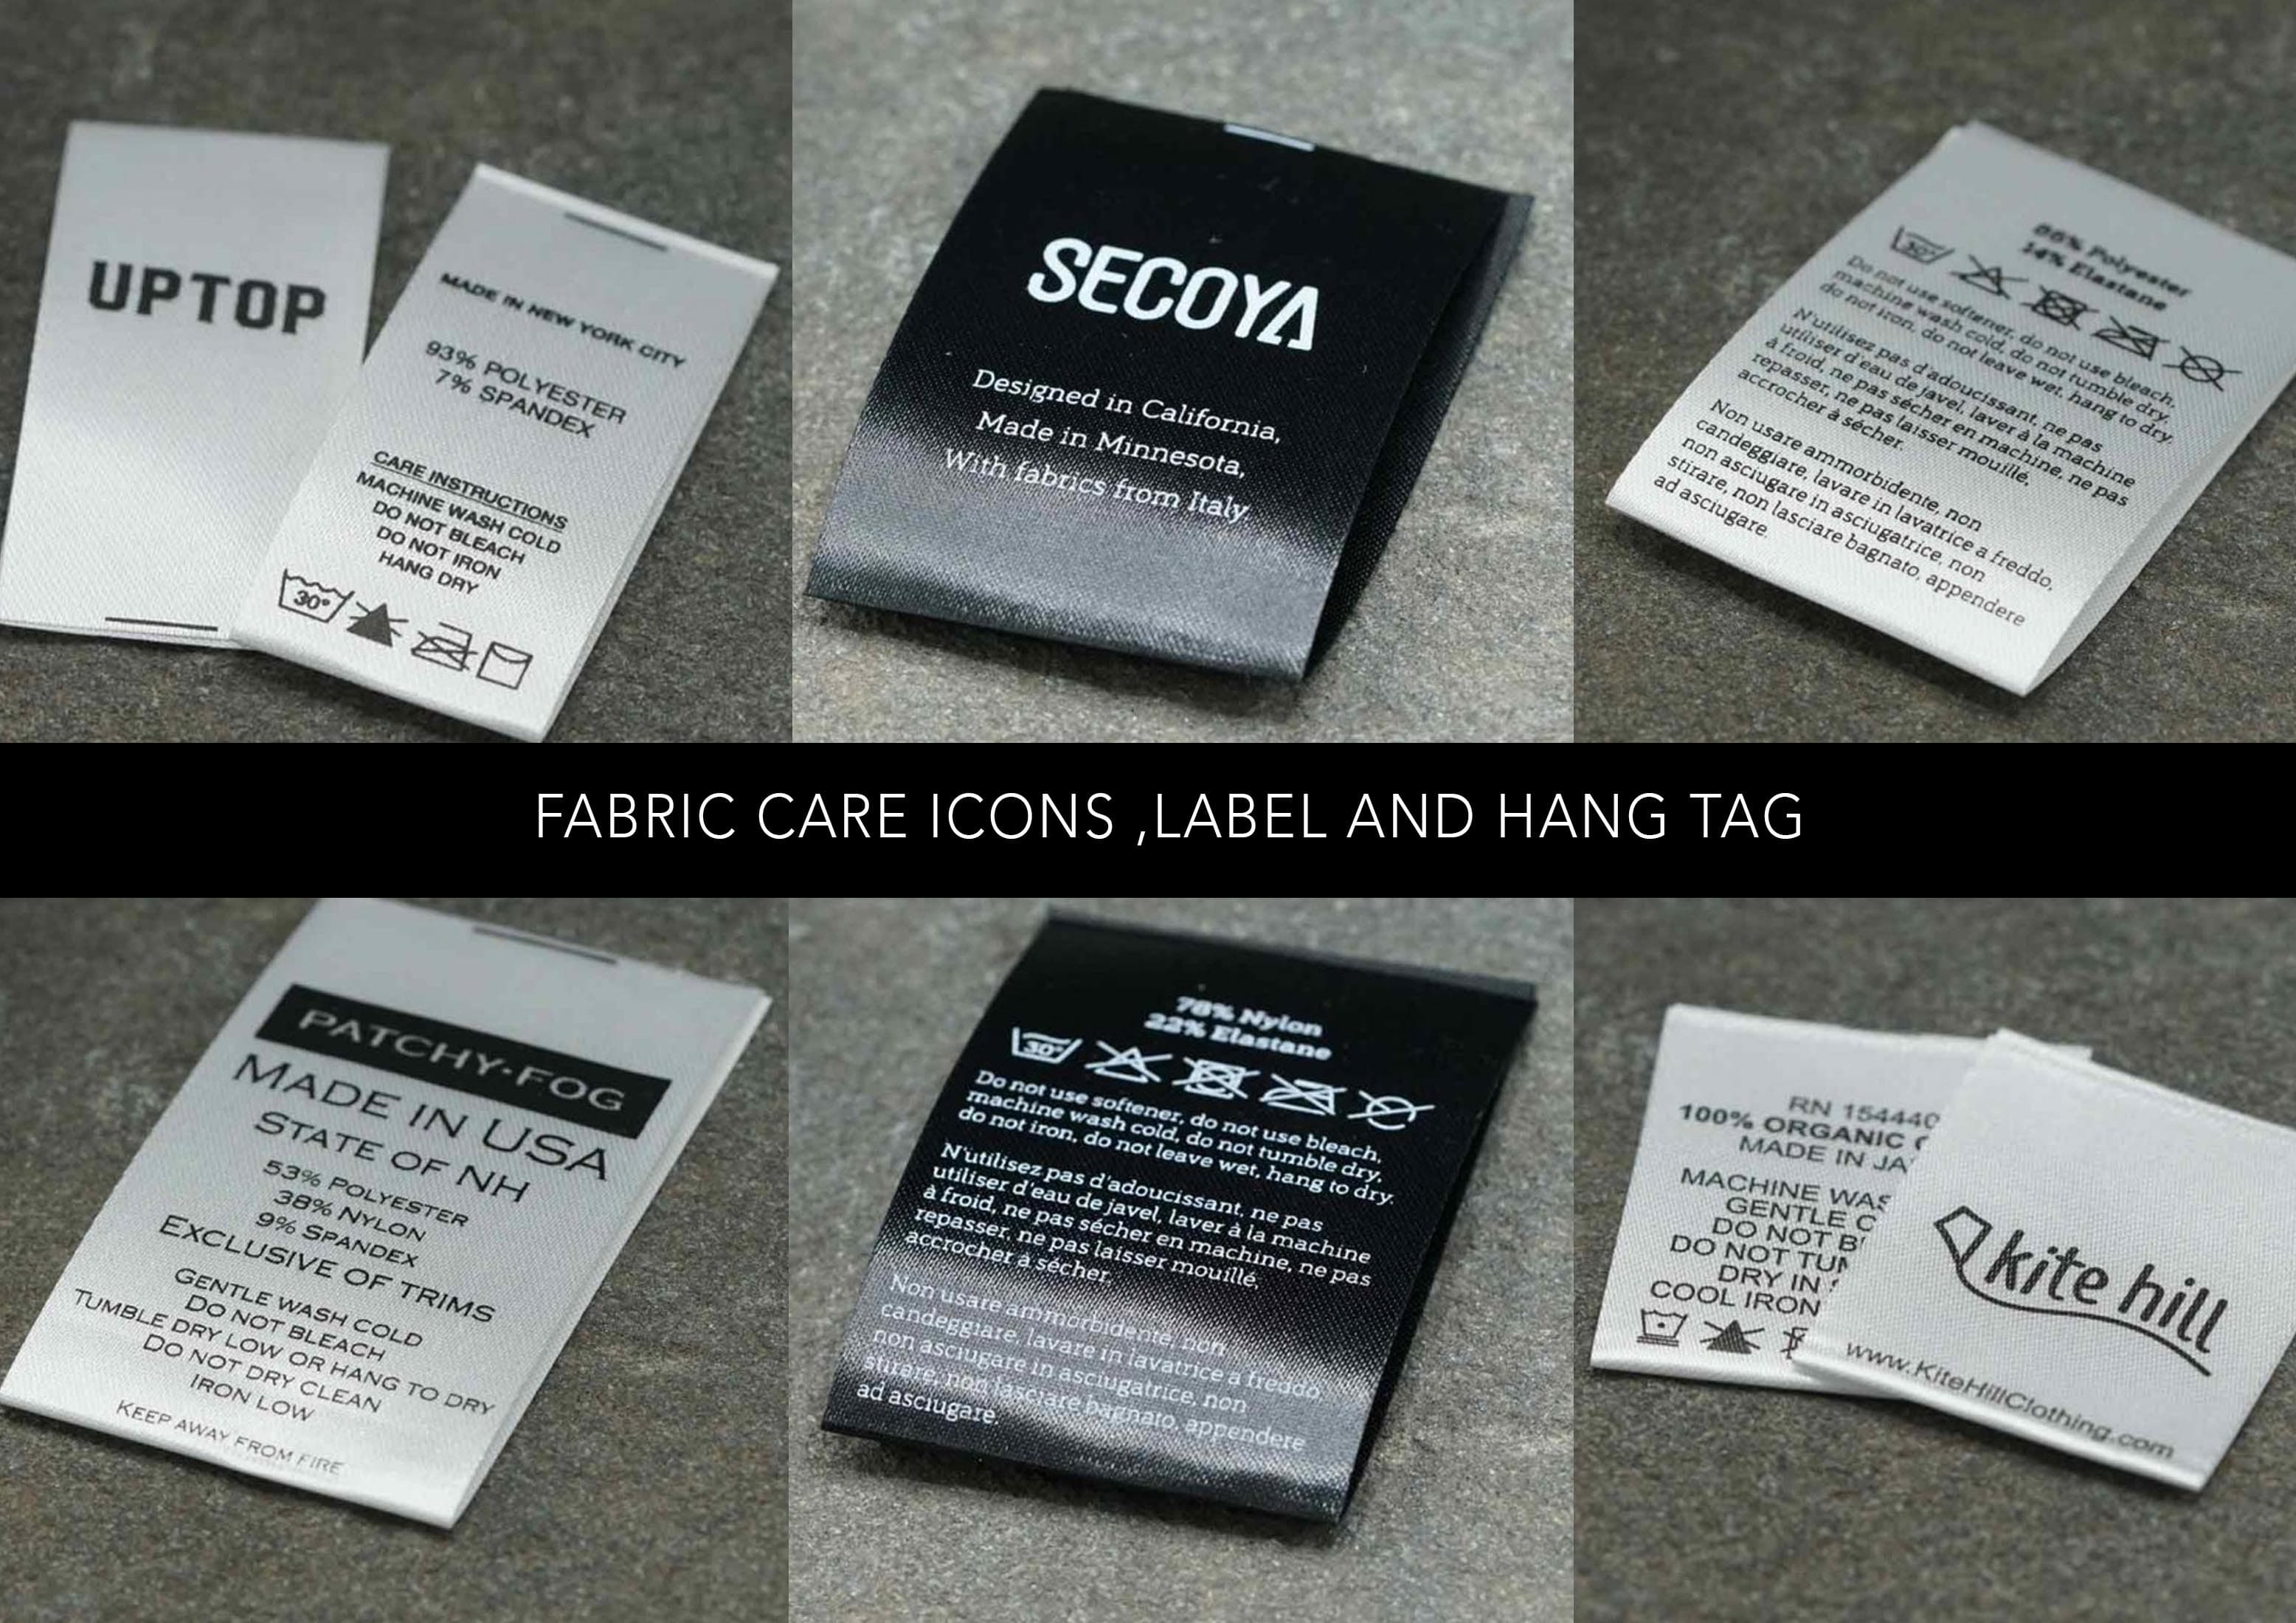 UPTOP
MADE IN NEW YORK CITY
93% POLYESTER
7% SPANDEX
CARE INSTRUCTIONS
MACHINE WASH COLD
DO NOT BLEACH
DO NOT IRON
HANG DRY
30°
SECOYA
Designed in California,
Made in Minnesota,
With fabrics from Italy.
Polyester
14% Elastane
30°
Do not use softener, do not use bleach,
machine wash cold, do not tumble dry,
do not iron, do not leave wet, hang to dry.
N'utilisez pas d'adoucissant, ne pas
utiliser d'eau de javel, laver à la machine
à froid, ne pas sécher en machine, ne pas
repasser, ne pas laisser mouillé,
accrocher à sécher.
Non usare ammorbidente, non
candeggiare, lavare in lavatrice a freddo,
non asciugare in asciugatrice, non
stirare, non lasciare bagnato, appendere
ad asciugare.
FABRIC CARE ICONS ,LABEL AND HANG TAG
PATCHY·FOG
MADE IN USA
STATE OF NH
53% POLYESTER
38% NYLON
9% SPANDEX
EXCLUSIVE OF TRIMS
GENTLE WASH COLD
DO NOT BLEACH
TUMBLE DRY LOW OR HANG TO DRY
DO NOT DRY CLEAN
IRON LOW
KEEP AWAY FROM FIRE
78% Nylon
22% Elastane
30°
Do not use softener, do not use bleach,
machine wash cold, do not tumble dry,
do not iron, do not leave wet, hang to dry.
N'utilisez pas d'adoucissant, ne pas
utiliser d'eau de javel, laver à la machine
à froid, ne pas sécher en machine, ne pas
repasser, ne pas laisser mouillé,
accrocher à sécher.
Non usare ammorbidente, non
candeggiare, lavare in lavatrice a freddo,
non asciugare in asciugatrice, non
stirare, non lasciare bagnato, appendere
ad asciugare.
RN 154440
100% ORGANIC
MADE IN
MACHINE
GENTLE
DO NOT
DO NOT
DRY IN
COOL IRON
kite hill
www.KiteHillClothing.com